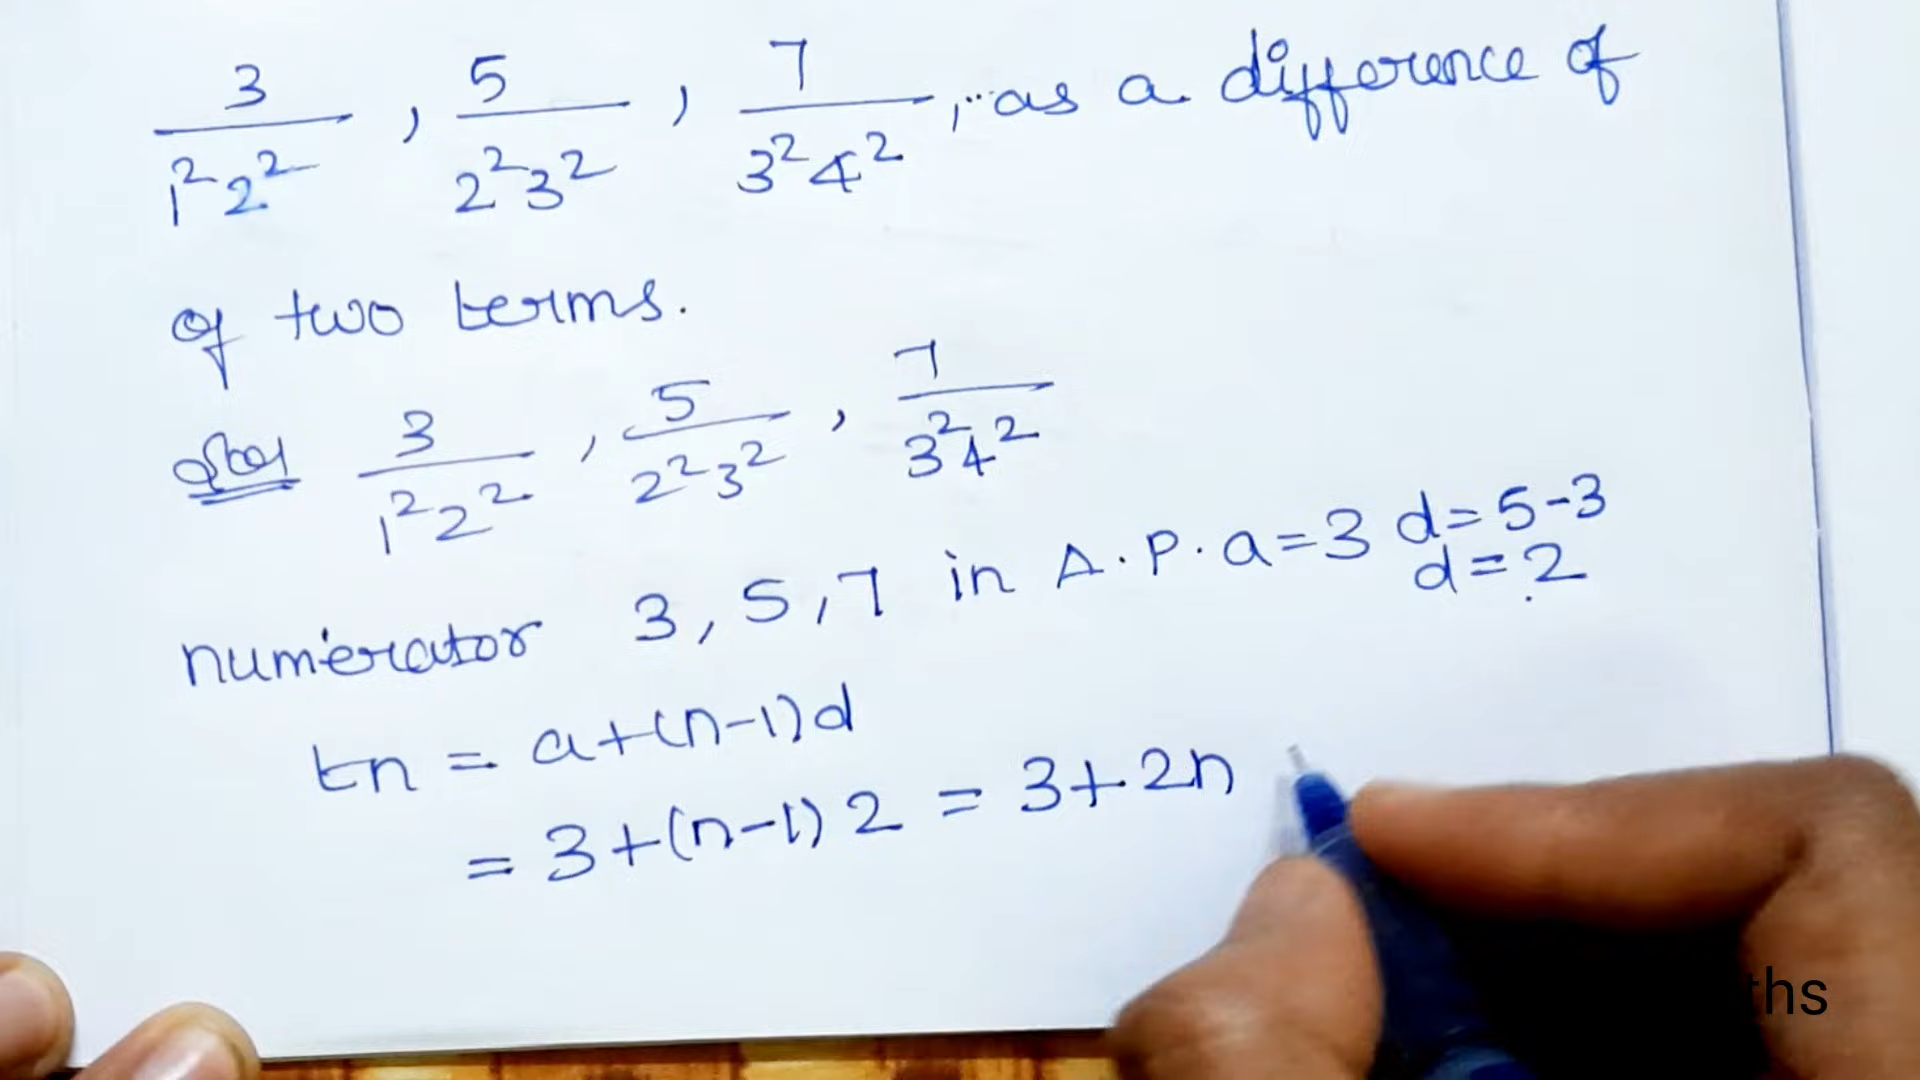 3/1²2², 5/2²3², 7/3²4², ... as a difference of
of two terms.
3/1²2², 5/2²3², 7/3²4²
numerator 3, 5, 7 in A.P. a=3 d=5-3
d=2
tn = a+(n-1)d
= 3+(n-1)2 = 3+2n
ths